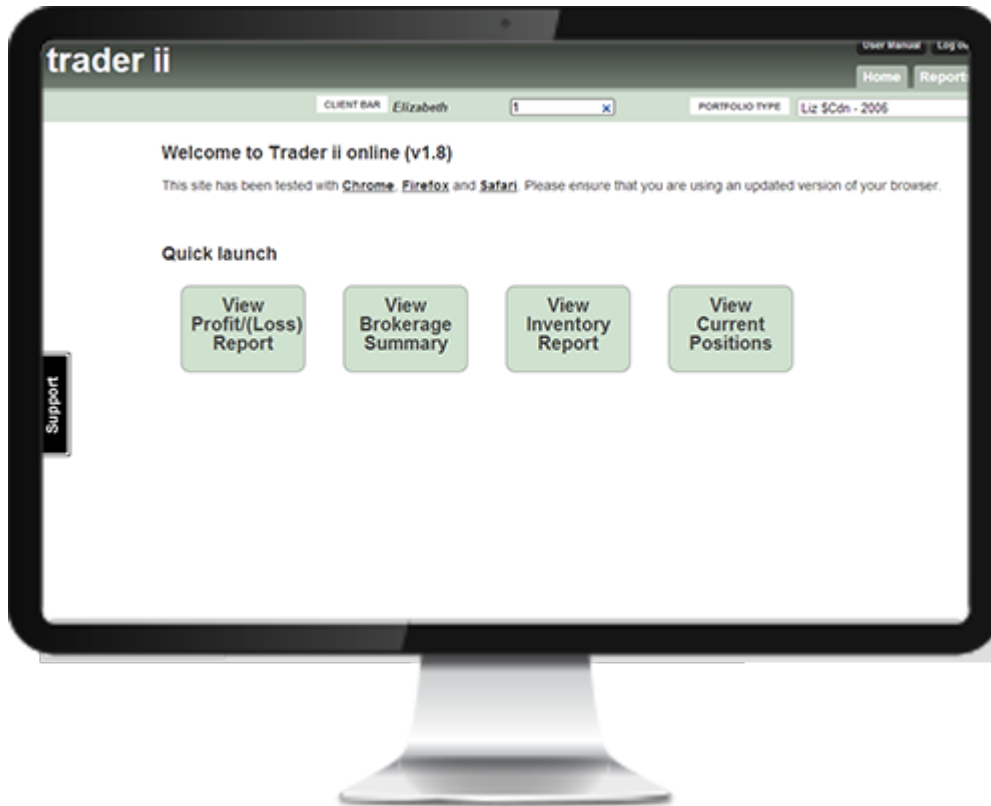 trader ii
User Manual Log ou
Home Report
CLIENT BAR Elizabeth 1 x PORTFOLIO TYPE Liz $Cdn - 2006
Welcome to Trader ii online (v1.8)
This site has been tested with Chrome, Firefox and Safari. Please ensure that you are using an updated version of your browser.
Quick launch
View
Profit/(Loss)
Report
View
Brokerage
Summary
View
Inventory
Report
View
Current
Positions
Support